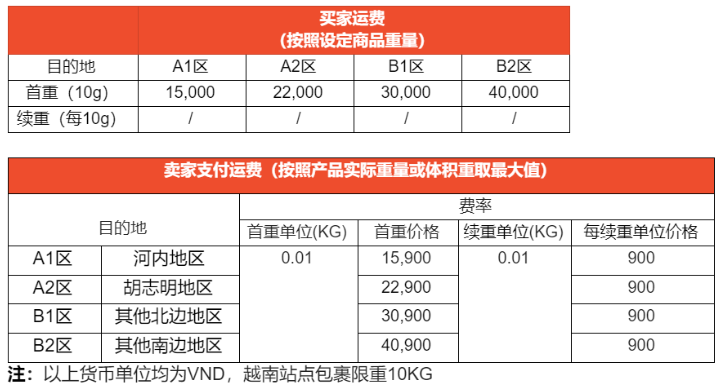 买家运费
（按照设定商品重量）
目的地 A1区 A2区 B1区 B2区
首重（10g） 15,000 22,000 30,000 40,000
续重（每10g） / / / /
卖家支付运费（按照产品实际重量或体积重取最大值）
目的地 费率
首重单位(KG) 首重价格 续重单位(KG) 每续重单位价格
A1区 河内地区 0.01 15,900 0.01 900
A2区 胡志明地区 22,900 900
B1区 其他北边地区 30,900 900
B2区 其他南边地区 40,900 900
注：以上货币单位均为VND，越南站点包裹限重10KG